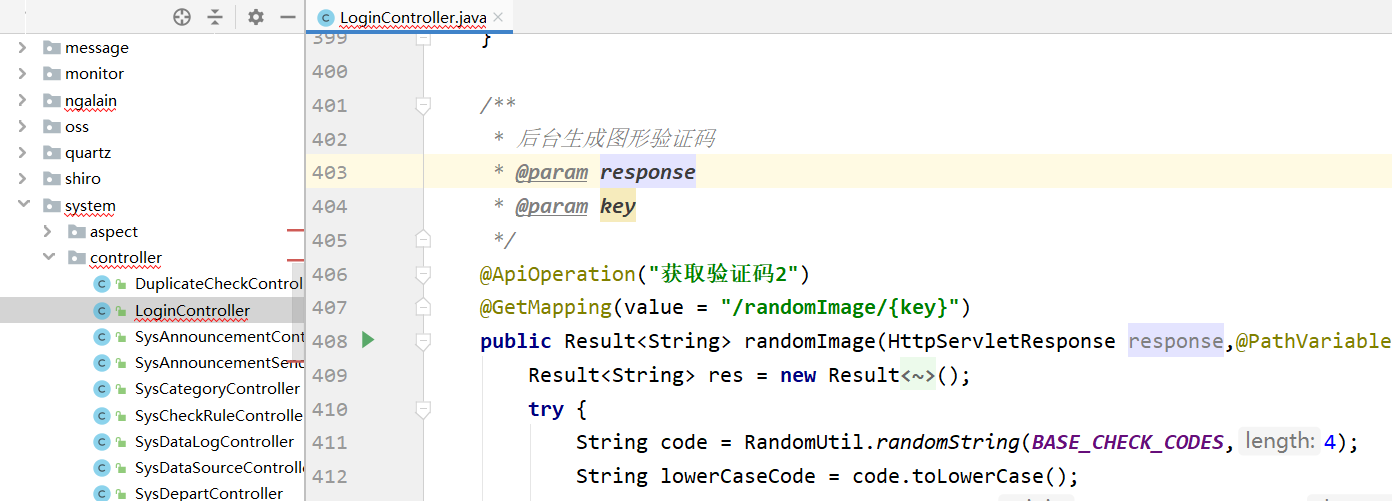 message
monitor
ngalain
oss
quartz
shiro
system
aspect
controller
DuplicateCheckControl
LoginController
SysAnnouncementCont
SysAnnouncementSend
SysCategoryController
SysCheckRuleControlle
SysDataLogController
SysDataSourceControlle
SysDepartController
LoginController.java
399 }
400
401 /**
402 * 后台生成图形验证码
403 * @param response
404 * @param key
405 */
406 @ApiOperation("获取验证码2")
407 @GetMapping(value = "/randomImage/{key}")
408 public Result<String> randomImage(HttpServletResponse response,@PathVariable
409 Result<String> res = new Result<~>();
410 try {
411 String code = RandomUtil.randomString(BASE_CHECK_CODES, length: 4);
412 String lowerCaseCode = code.toLowerCase();